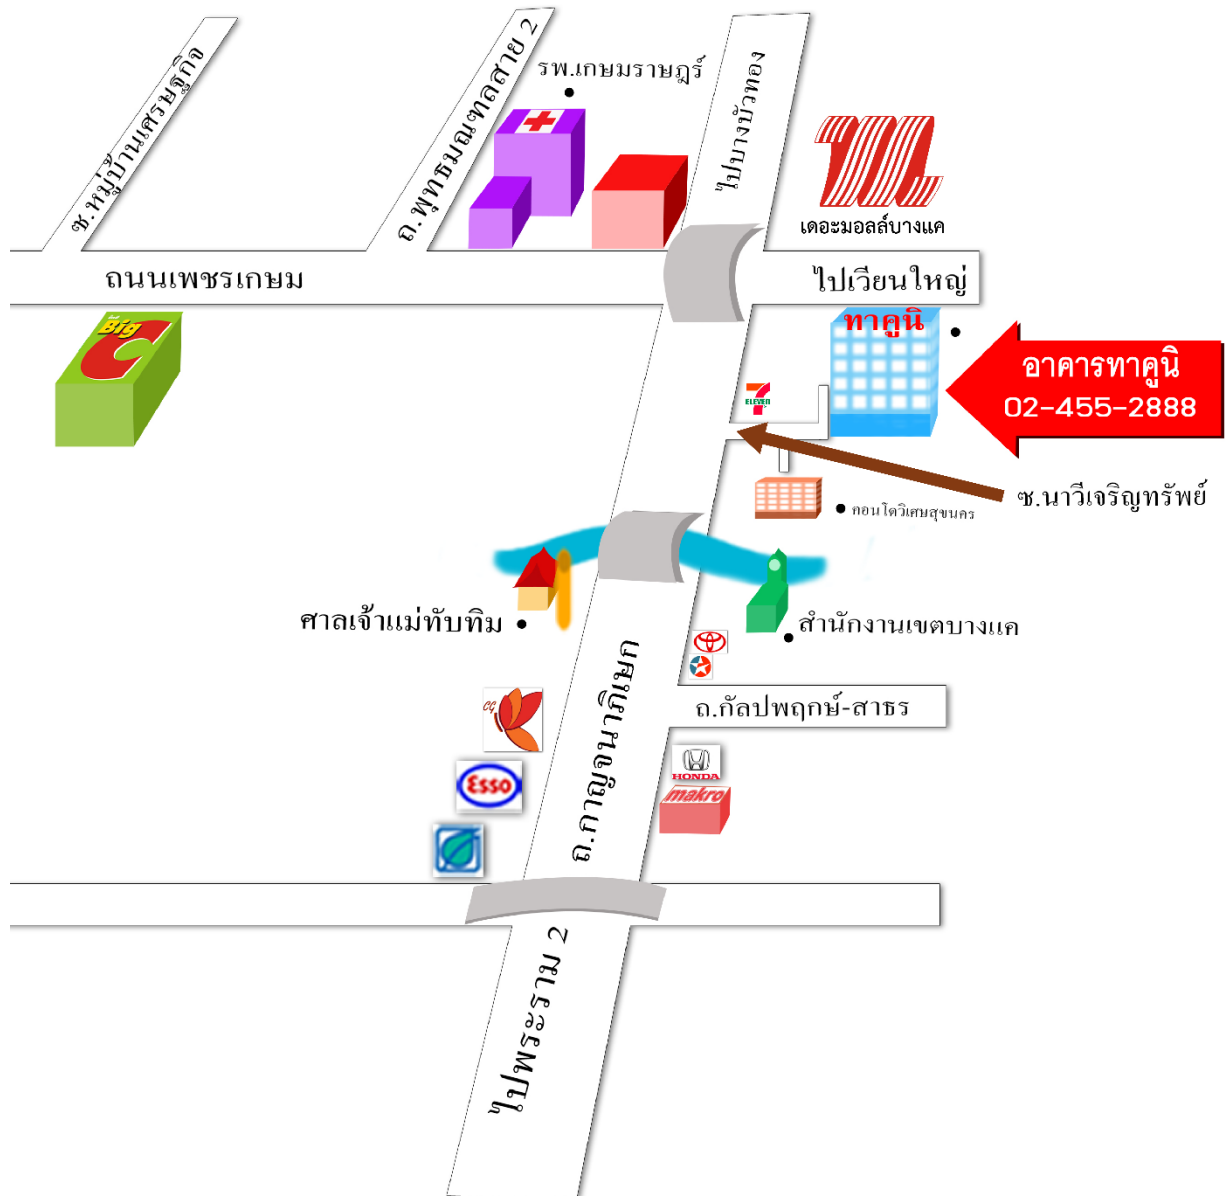 ซ.หมู่บ้านเศรษฐกิจ
ถ.พุทธมณฑลสาย 2
รพ.เกษมราษฎร์
ไปบางบัวทอง
เดอะมอลล์บางแค
ถนนเพชรเกษม
ไปเวียนใหญ่
Big
C
ทาคูนิ
อาคารทาคูนิ
02-455-2888
7
ELEVEN
ซ.นาวีเจริญทรัพย์
คอนโดวิเศษสุขนคร
ศาลเจ้าแม่ทับทิม
สำนักงานเขตบางแค
ถ.กาญจนาภิเษก
ถ.กัลปพฤกษ์-สาธร
CG
Esso
HONDA
makro
ไปพระราม 2